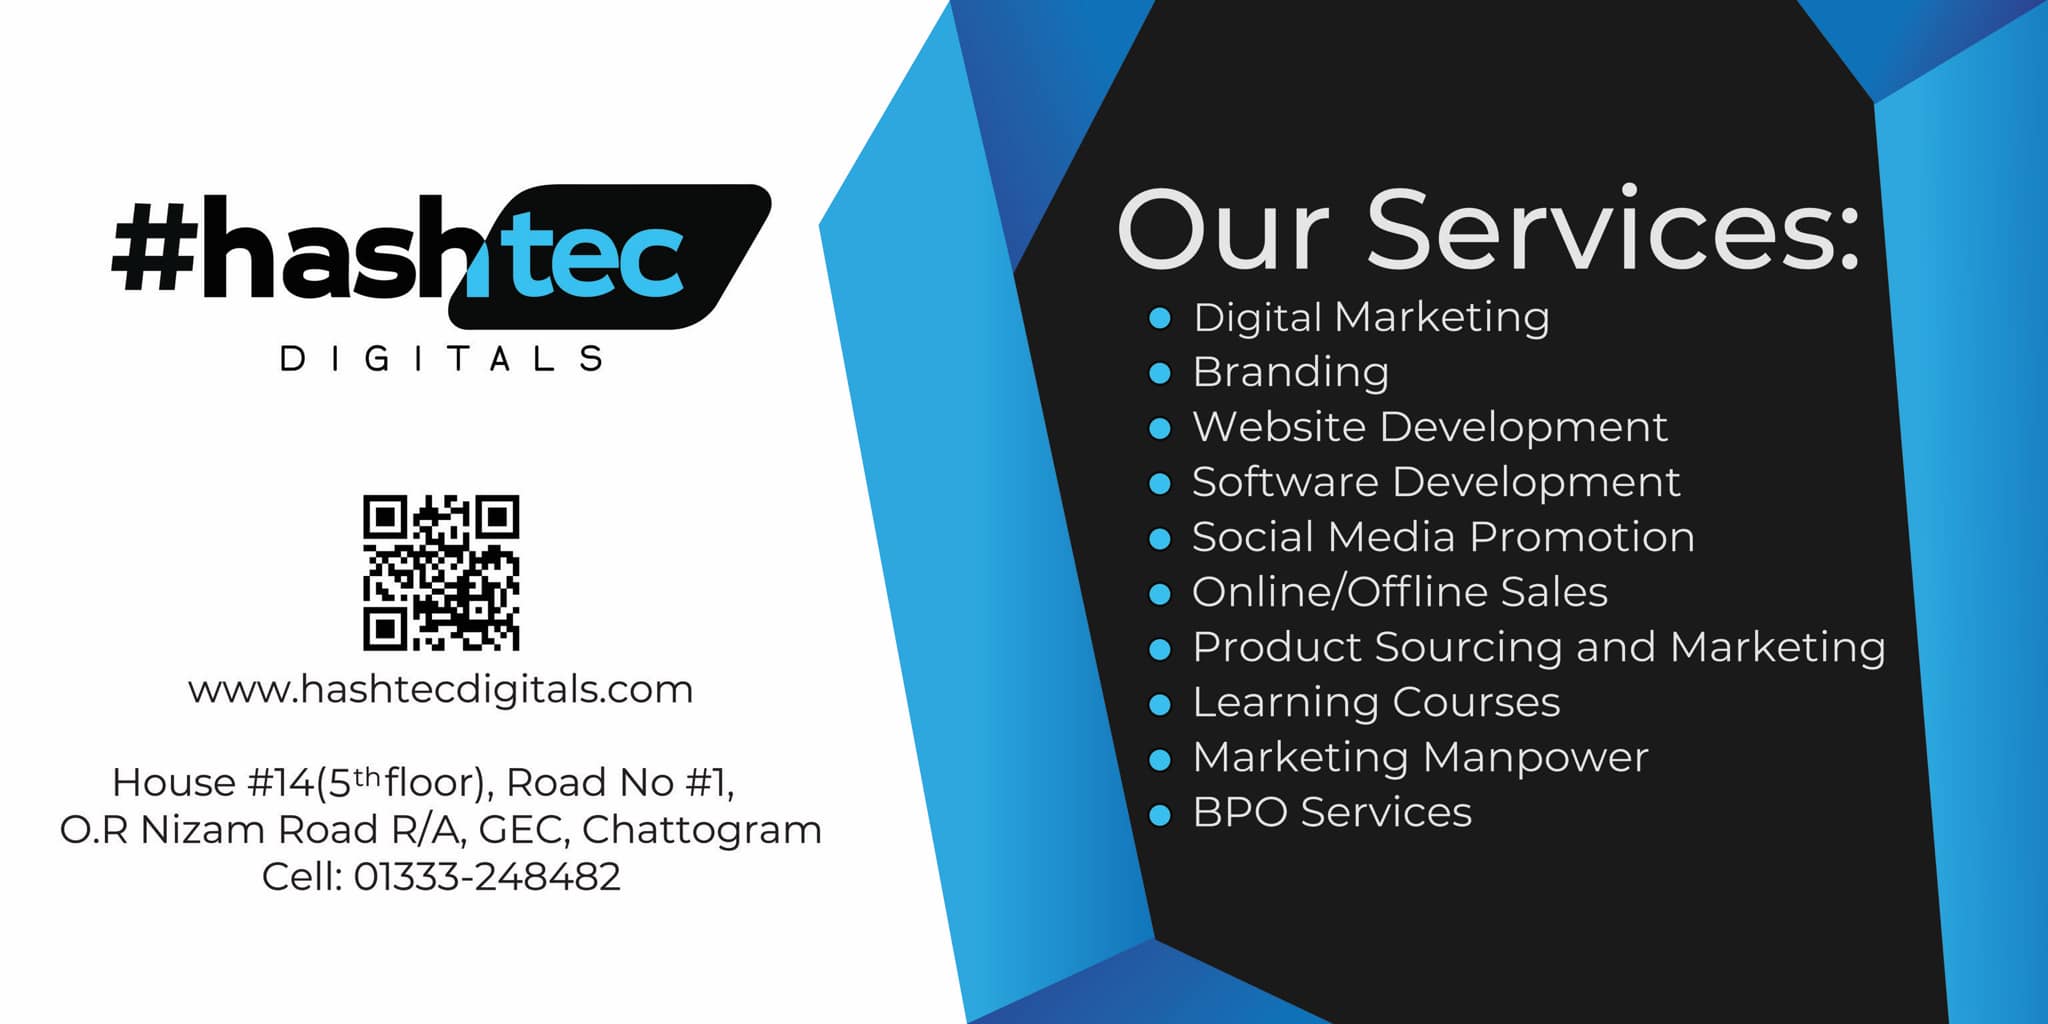 #hashtec
DIGITALS
www.hashtecdigitals.com
House #14(5th floor), Road No #1,
O.R Nizam Road R/A, GEC, Chattogram
Cell: 01333-248482
Our Services:
Digital Marketing
Branding
Website Development
Software Development
Social Media Promotion
Online/Offline Sales
Product Sourcing and Marketing
Learning Courses
Marketing Manpower
BPO Services